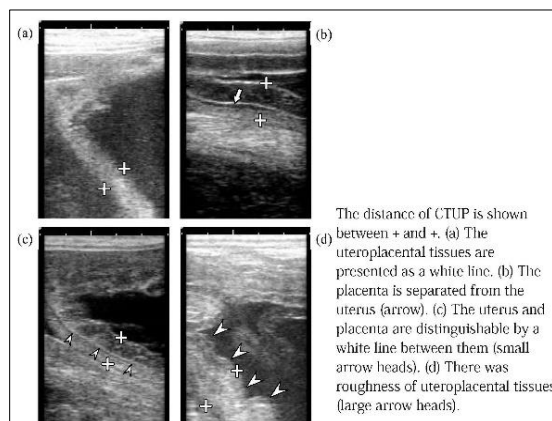 (a)
(b)
(c)
(d)
The distance of CTUP is shown
between + and +. (a) The
uteroplacental tissues are
presented as a white line. (b) The
placenta is separated from the
uterus (arrow). (c) The uterus and
placenta are distinguishable by a
white line between them (small
arrow heads). (d) There was
roughness of uteroplacental tissues
(large arrow heads).